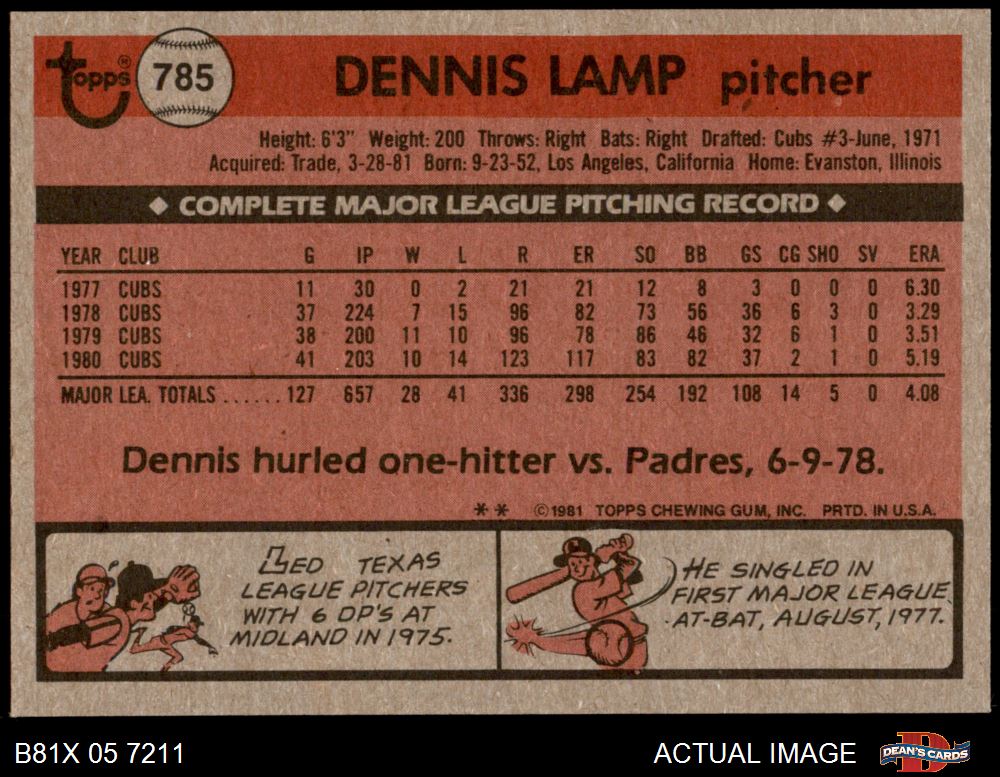 Topps® 785 DENNIS LAMP pitcher
Height: 6'3" Weight: 200 Throws: Right Bats: Right Drafted: Cubs #3-June, 1971
Acquired: Trade, 3-28-81 Born: 9-23-52, Los Angeles, California Home: Evanston, Illinois
◆ COMPLETE MAJOR LEAGUE PITCHING RECORD ◆
YEAR CLUB G IP W L R ER SO BB GS CG SHO SV ERA
1977 CUBS 11 30 0 2 21 21 12 8 3 0 0 0 6.30
1978 CUBS 37 224 7 15 96 82 73 56 36 6 3 0 3.29
1979 CUBS 38 200 11 10 96 78 86 46 32 6 1 0 3.51
1980 CUBS 41 203 10 14 123 117 83 82 37 2 1 0 5.19
MAJOR LEA. TOTALS ...... 127 657 28 41 336 298 254 192 108 14 5 0 4.08
Dennis hurled one-hitter vs. Padres, 6-9-78.
** ©1981 TOPPS CHEWING GUM, INC. PRTD. IN U.S.A.
LED TEXAS
LEAGUE PITCHERS
WITH 6 DP'S AT
MIDLAND IN 1975.
HE SINGLED IN
FIRST MAJOR LEAGUE
AT-BAT, AUGUST, 1977.
B81X 05 7211 ACTUAL IMAGE DEAN'S CARDS